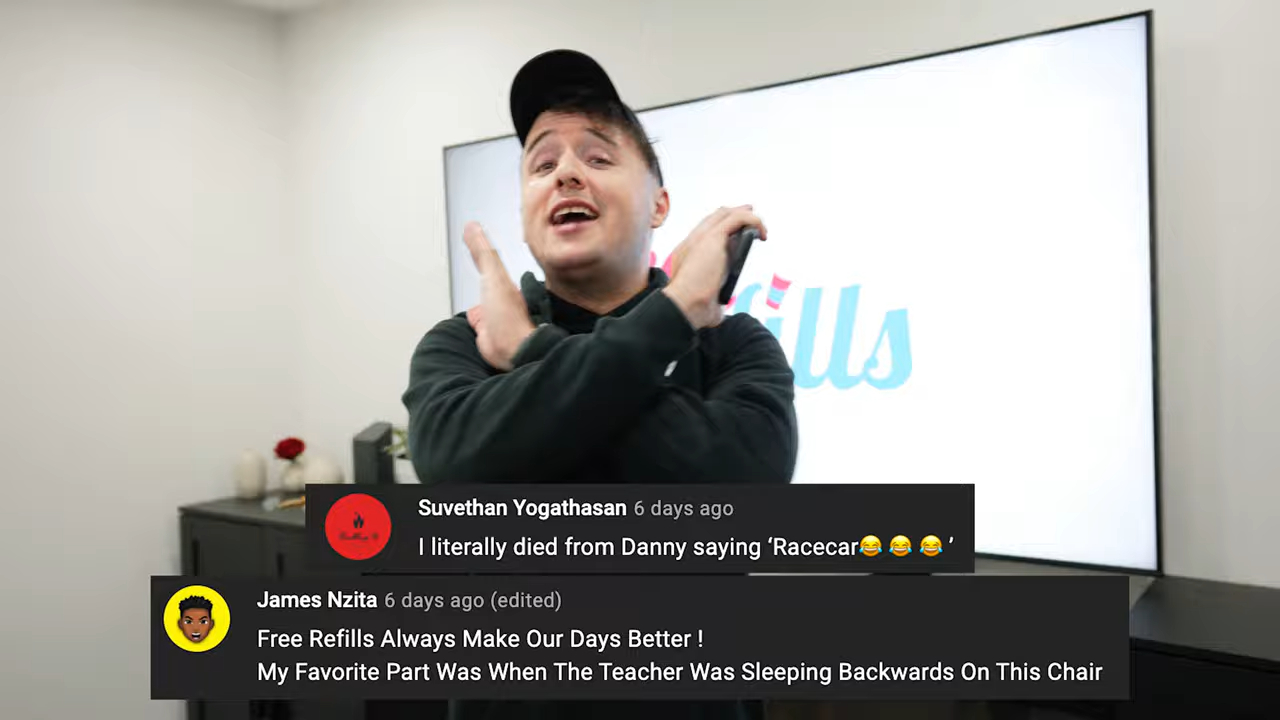 fills
Suvethan Yogathasan 6 days ago
I literally died from Danny saying ‘Racecar😂 😂 😂 ’
James Nzita 6 days ago (edited)
Free Refills Always Make Our Days Better !
My Favorite Part Was When The Teacher Was Sleeping Backwards On This Chair